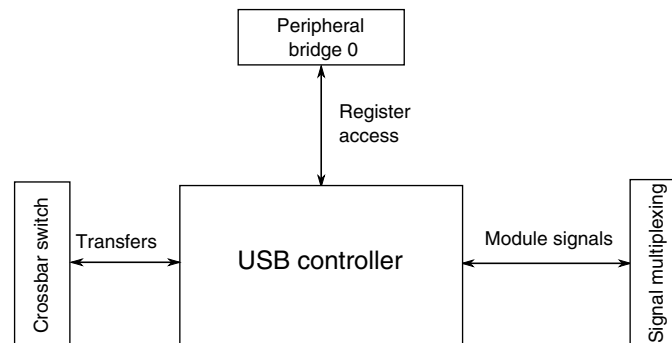 Peripheral
bridge 0
Register
access
Crossbar switch
Transfers
USB controller
Module signals
Signal multiplexing